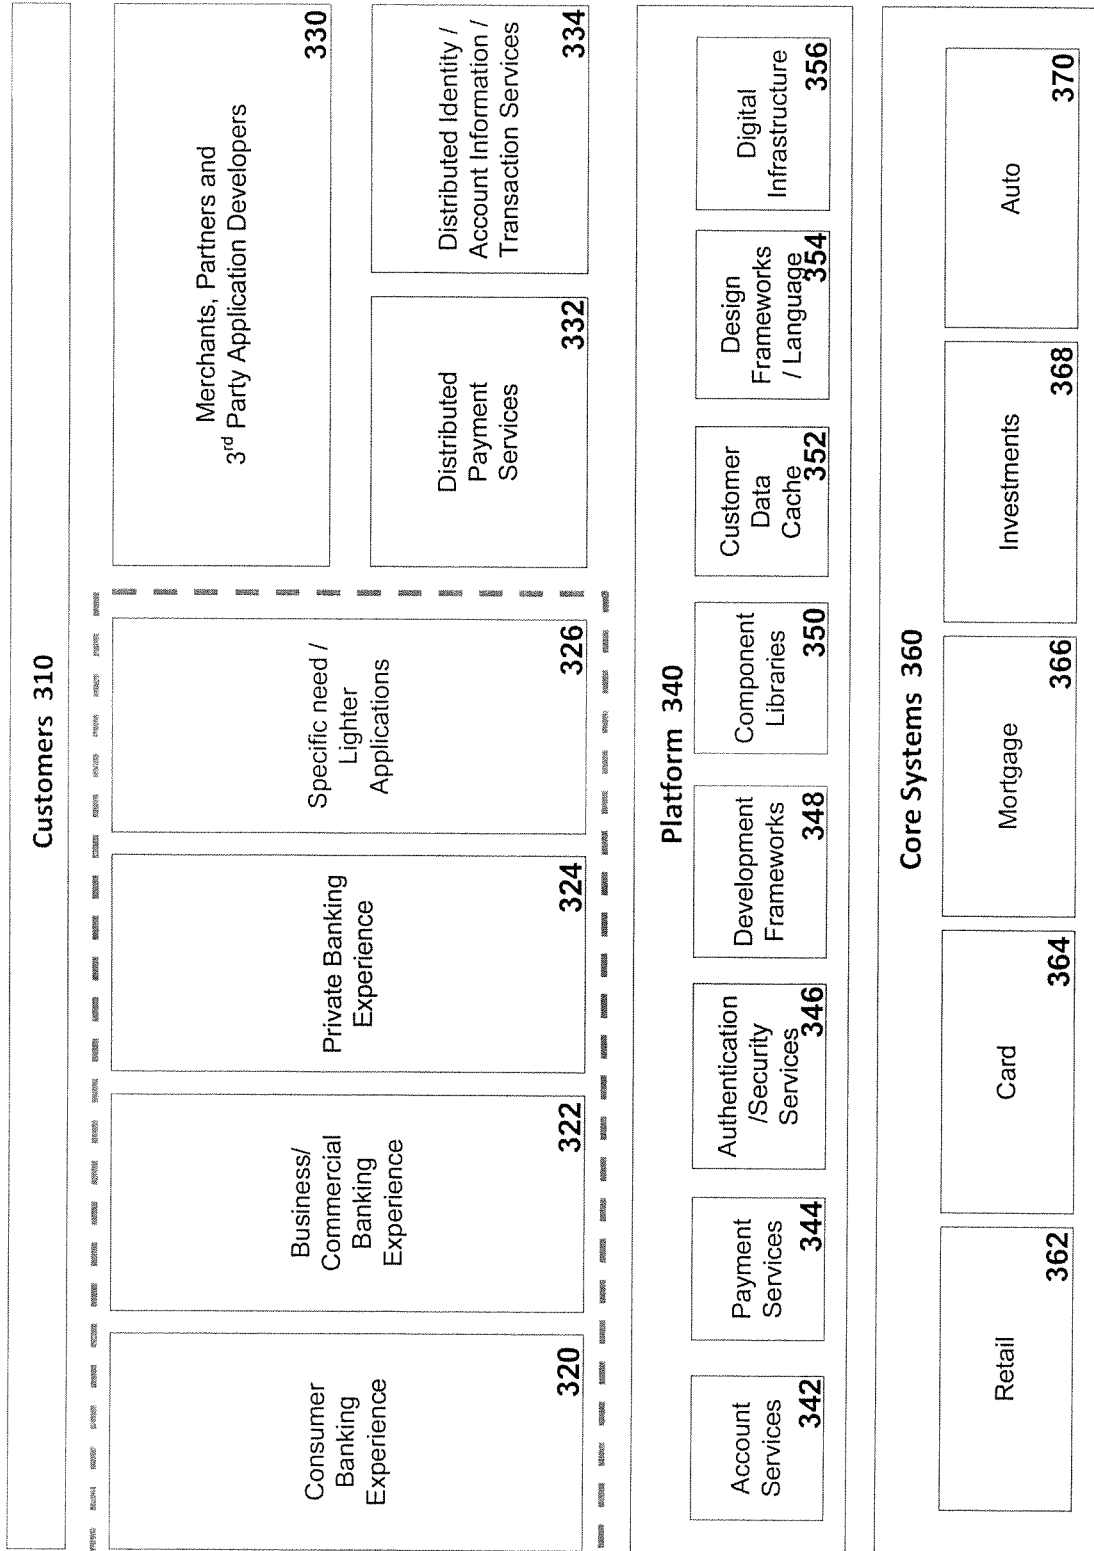 Customers 310
Consumer
Banking
Experience
320
Business/
Commercial
Banking
Experience
322
Private Banking
Experience
324
Specific need /
Lighter
Applications
326
Merchants, Partners and
3rd Party Application Developers
330
Distributed
Payment
Services
332
Distributed Identity /
Account Information /
Transaction Services
334
Platform 340
Account
Services
342
Payment
Services
344
Authentication
/Security
Services
346
Development
Frameworks
348
Component
Libraries
350
Customer
Data
Cache
352
Design
Frameworks
/ Language
354
Digital
Infrastructure
356
Core Systems 360
Retail
362
Card
364
Mortgage
366
Investments
368
Auto
370